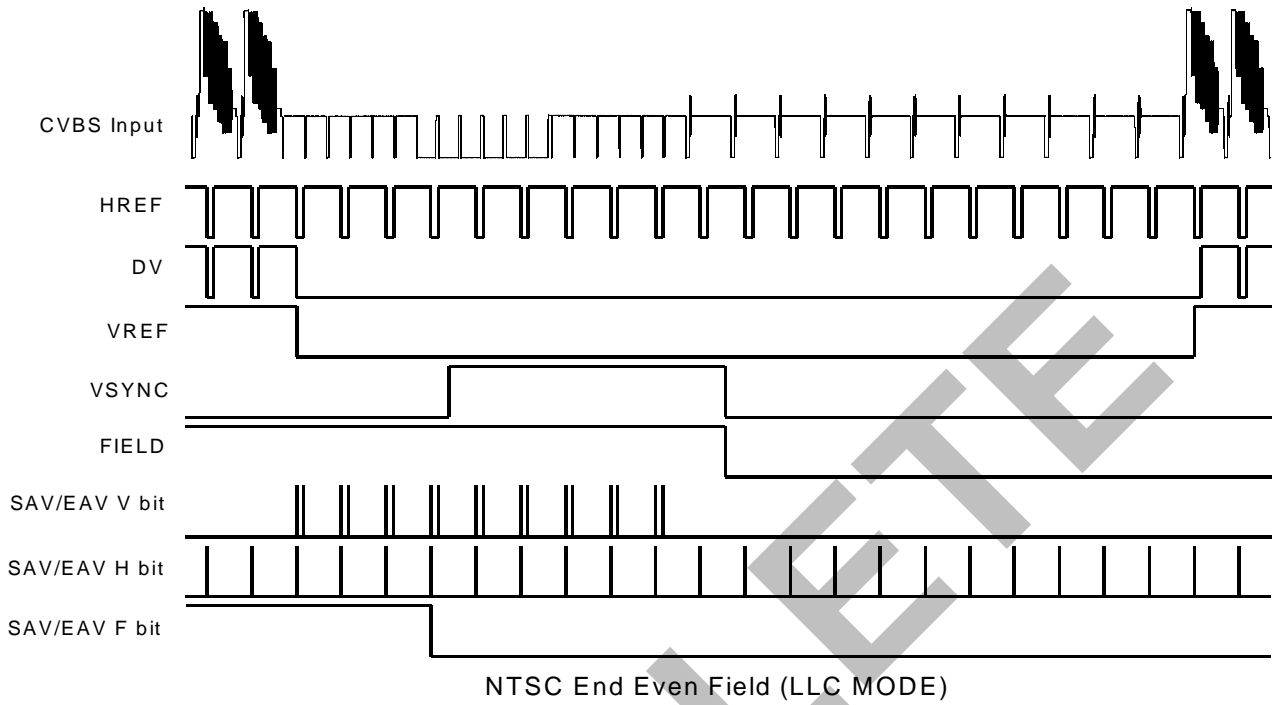 CVBS Input
HREF
DV
VREF
VSYNC
FIELD
SAV/EAV V bit
SAV/EAV H bit
SAV/EAV F bit
NTSC End Even Field (LLC MODE)
LETE